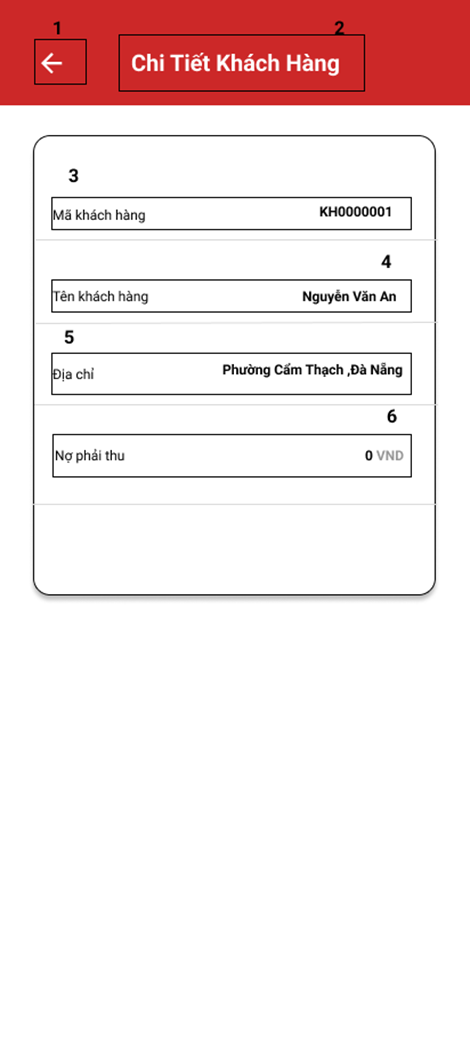 1
2
Chi Tiết Khách Hàng
3
Mã khách hàng KH0000001
4
Tên khách hàng Nguyễn Văn An
5
Địa chỉ Phường Cẩm Thạch ,Đà Nẵng
6
Nợ phải thu 0 VND